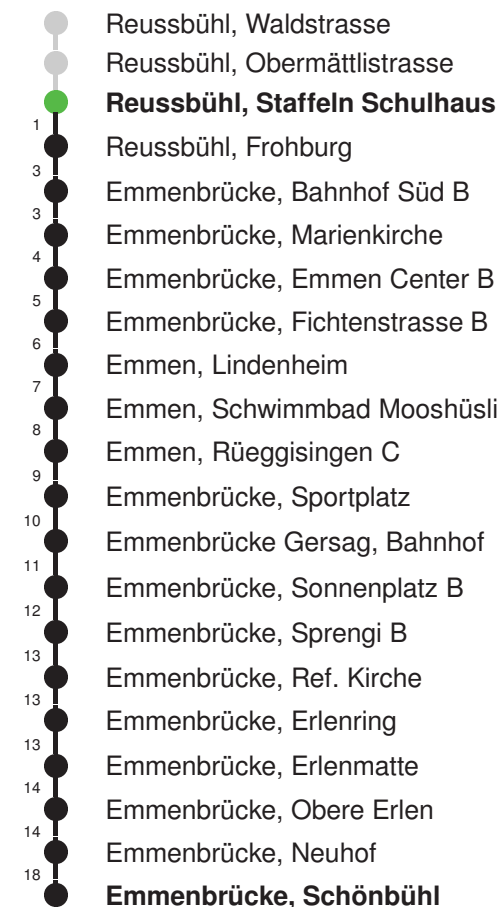 Reussbühl, Waldstrasse
Reussbühl, Obermättlistrasse
Reussbühl, Staffeln Schulhaus
1
Reussbühl, Frohburg
3
Emmenbrücke, Bahnhof Süd B
3
Emmenbrücke, Marienkirche
4
Emmenbrücke, Emmen Center B
5
Emmenbrücke, Fichtenstrasse B
6
Emmen, Lindenheim
7
Emmen, Schwimmbad Mooshüsli
8
Emmen, Rüeggisingen C
9
Emmenbrücke, Sportplatz
10
Emmenbrücke Gersag, Bahnhof
11
Emmenbrücke, Sonnenplatz B
12
Emmenbrücke, Sprengi B
13
Emmenbrücke, Ref. Kirche
13
Emmenbrücke, Erlenring
13
Emmenbrücke, Erlenmatte
14
Emmenbrücke, Obere Erlen
14
Emmenbrücke, Neuhof
18
Emmenbrücke, Schönbühl